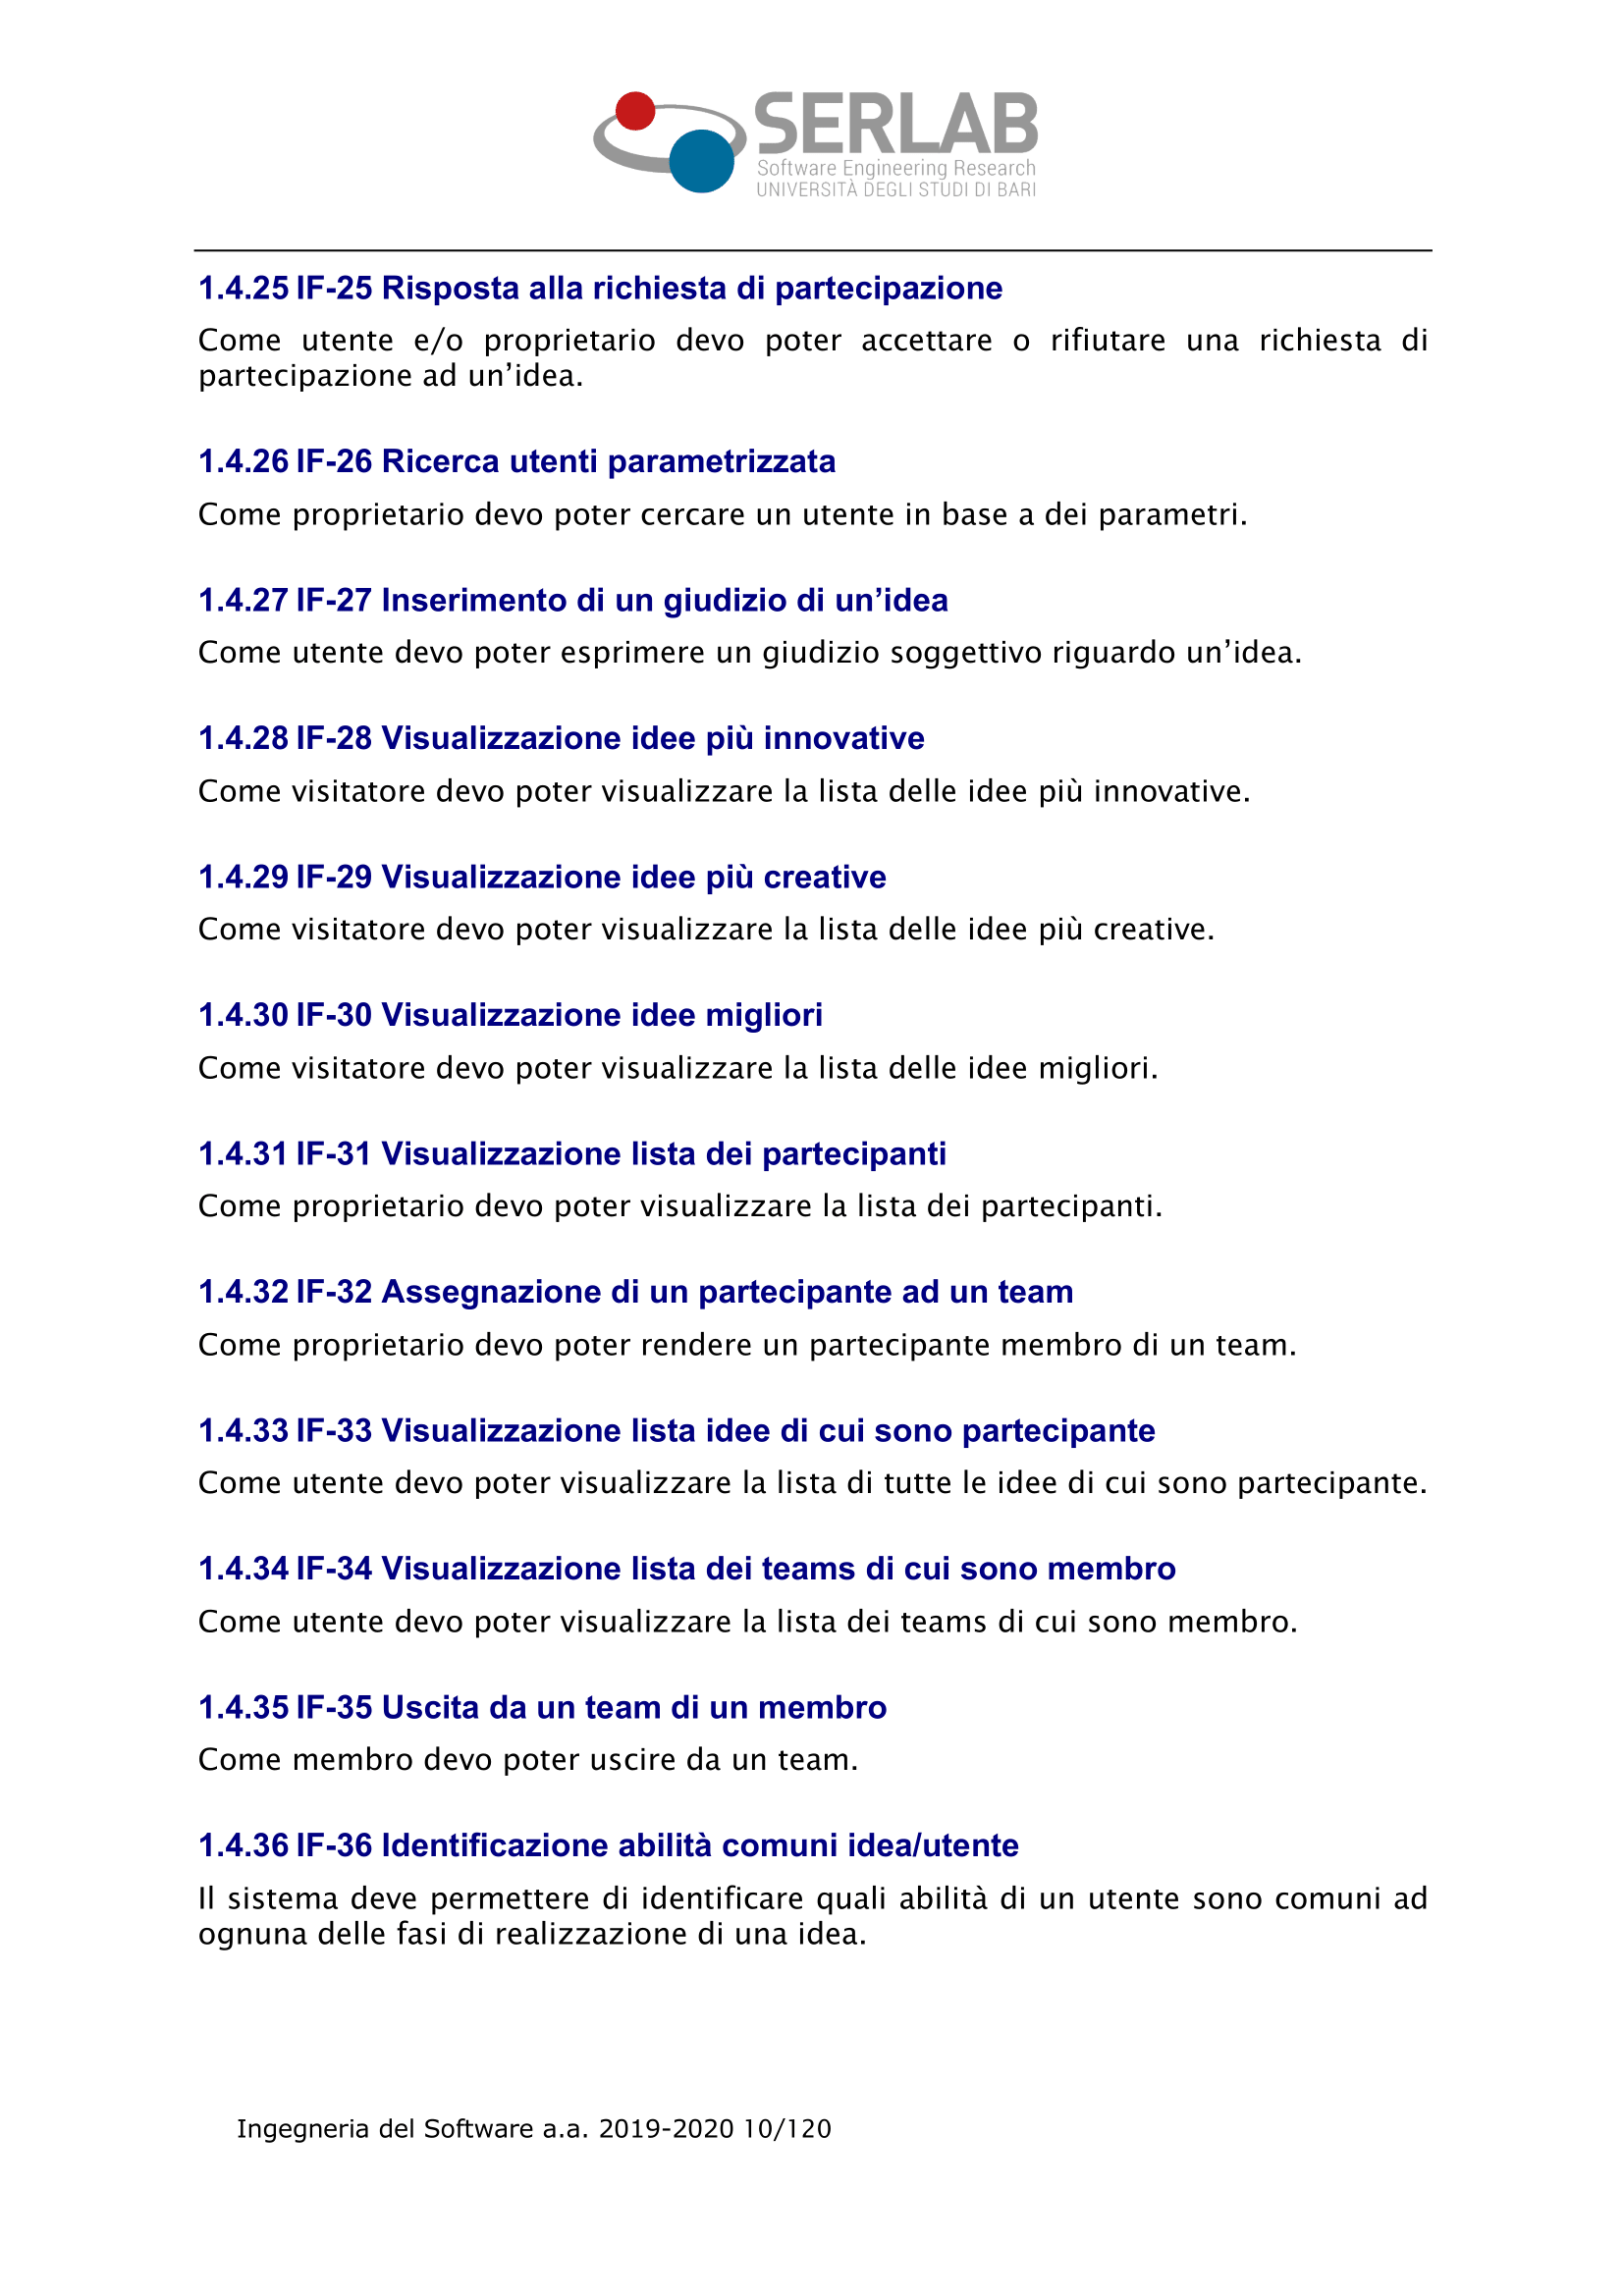 SERLAB
Software Engineering Research
UNIVERSITÀ DEGLI STUDI DI BARI
1.4.25 IF-25 Risposta alla richiesta di partecipazione
Come utente e/o proprietario devo poter accettare o rifiutare una richiesta di
partecipazione ad un’idea.
1.4.26 IF-26 Ricerca utenti parametrizzata
Come proprietario devo poter cercare un utente in base a dei parametri.
1.4.27 IF-27 Inserimento di un giudizio di un’idea
Come utente devo poter esprimere un giudizio soggettivo riguardo un’idea.
1.4.28 IF-28 Visualizzazione idee più innovative
Come visitatore devo poter visualizzare la lista delle idee più innovative.
1.4.29 IF-29 Visualizzazione idee più creative
Come visitatore devo poter visualizzare la lista delle idee più creative.
1.4.30 IF-30 Visualizzazione idee migliori
Come visitatore devo poter visualizzare la lista delle idee migliori.
1.4.31 IF-31 Visualizzazione lista dei partecipanti
Come proprietario devo poter visualizzare la lista dei partecipanti.
1.4.32 IF-32 Assegnazione di un partecipante ad un team
Come proprietario devo poter rendere un partecipante membro di un team.
1.4.33 IF-33 Visualizzazione lista idee di cui sono partecipante
Come utente devo poter visualizzare la lista di tutte le idee di cui sono partecipante.
1.4.34 IF-34 Visualizzazione lista dei teams di cui sono membro
Come utente devo poter visualizzare la lista dei teams di cui sono membro.
1.4.35 IF-35 Uscita da un team di un membro
Come membro devo poter uscire da un team.
1.4.36 IF-36 Identificazione abilità comuni idea/utente
Il sistema deve permettere di identificare quali abilità di un utente sono comuni ad
ognuna delle fasi di realizzazione di una idea.
Ingegneria del Software a.a. 2019-2020 10/120